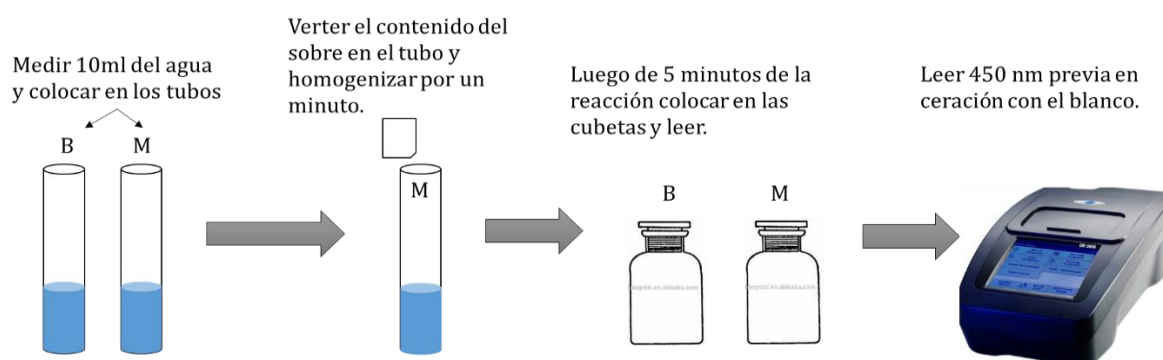 Medir 10ml del agua
y colocar en los tubos
B
M
Verter el contenido del
sobre en el tubo y
homogenizar por un
minuto.
M
Luego de 5 minutos de la
reacción colocar en las
cubetas y leer.
B
M
Leer 450 nm previa en
ceración con el blanco.